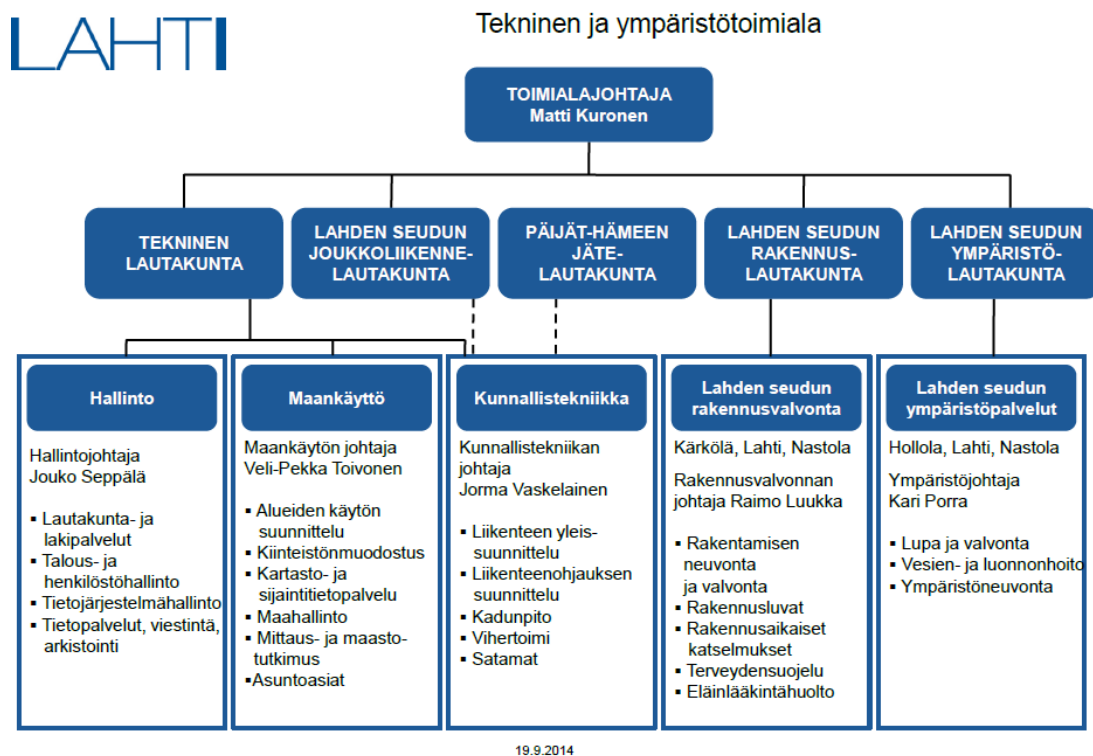 LAHTI
Tekninen ja ympäristötoimiala
TOIMIALAJOHTAJA
Matti Kuronen
TEKNINEN
LAUTAKUNTA
LAHDEN SEUDUN
JOUKKOLIIKENNE-
LAUTAKUNTA
PÄIJÄT-HÄMEEN
JÄTE-
LAUTAKUNTA
LAHDEN SEUDUN
RAKENNUS-
LAUTAKUNTA
LAHDEN SEUDUN
YMPÄRISTÖ-
LAUTAKUNTA
Hallinto
Hallintojohtaja
Jouko Seppälä
▪ Lautakunta- ja
lakipalvelut
▪ Talous- ja
henkilöstöhallinto
▪ Tietojärjestelmähallinto
▪ Tietopalvelut, viestintä,
arkistointi
Maankäyttö
Maankäytön johtaja
Veli-Pekka Toivonen
▪ Alueiden käytön
suunnittelu
▪ Kiinteistönmuodostus
▪ Kartasto- ja
sijaintitietopalvelu
▪ Maahallinto
▪ Mittaus- ja maasto-
tutkimus
▪Asuntoasiat
Kunnallistekniikka
Kunnallistekniikan
johtaja
Jorma Vaskelainen
▪ Liikenteen yleis-
suunnittelu
▪ Liikenteenohjauksen
suunnittelu
▪ Kadunpito
▪ Vihertoimi
▪ Satamat
Lahden seudun
rakennusvalvonta
Kärkölä, Lahti, Nastola
Rakennusvalvonnan
johtaja Raimo Luukka
▪ Rakentamisen
neuvonta
ja valvonta
▪ Rakennusluvat
▪ Rakennusaikaiset
katselmukset
▪ Terveydensuojelu
▪ Eläinlääkintähuolto
Lahden seudun
ympäristöpalvelut
Hollola, Lahti, Nastola
Ympäristöjohtaja
Kari Porra
▪ Lupa ja valvonta
▪ Vesien- ja luonnonhoito
▪ Ympäristöneuvonta
19.9.2014